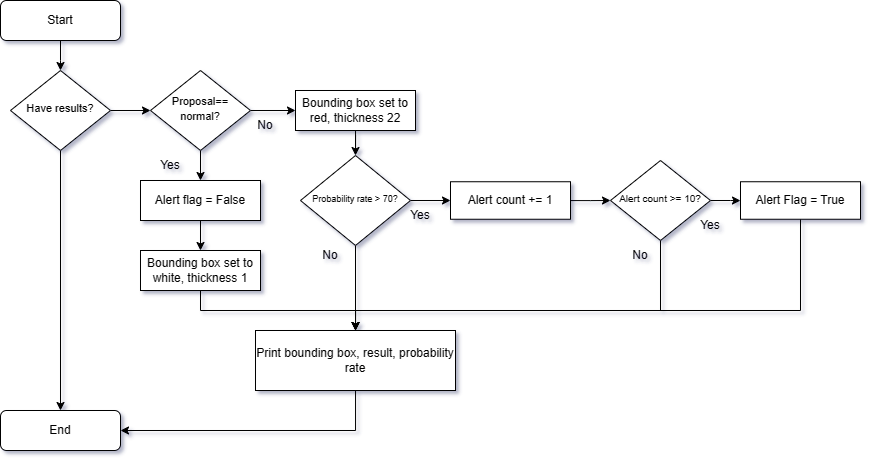 Start
Have results?
Proposal==
normal?
No
Bounding box set to
red, thickness 22
Yes
Alert flag = False
Probability rate > 70?
Yes
Alert count += 1
Alert count >= 10?
Yes
Alert Flag = True
No
No
Bounding box set to
white, thickness 1
Print bounding box, result, probability
rate
End